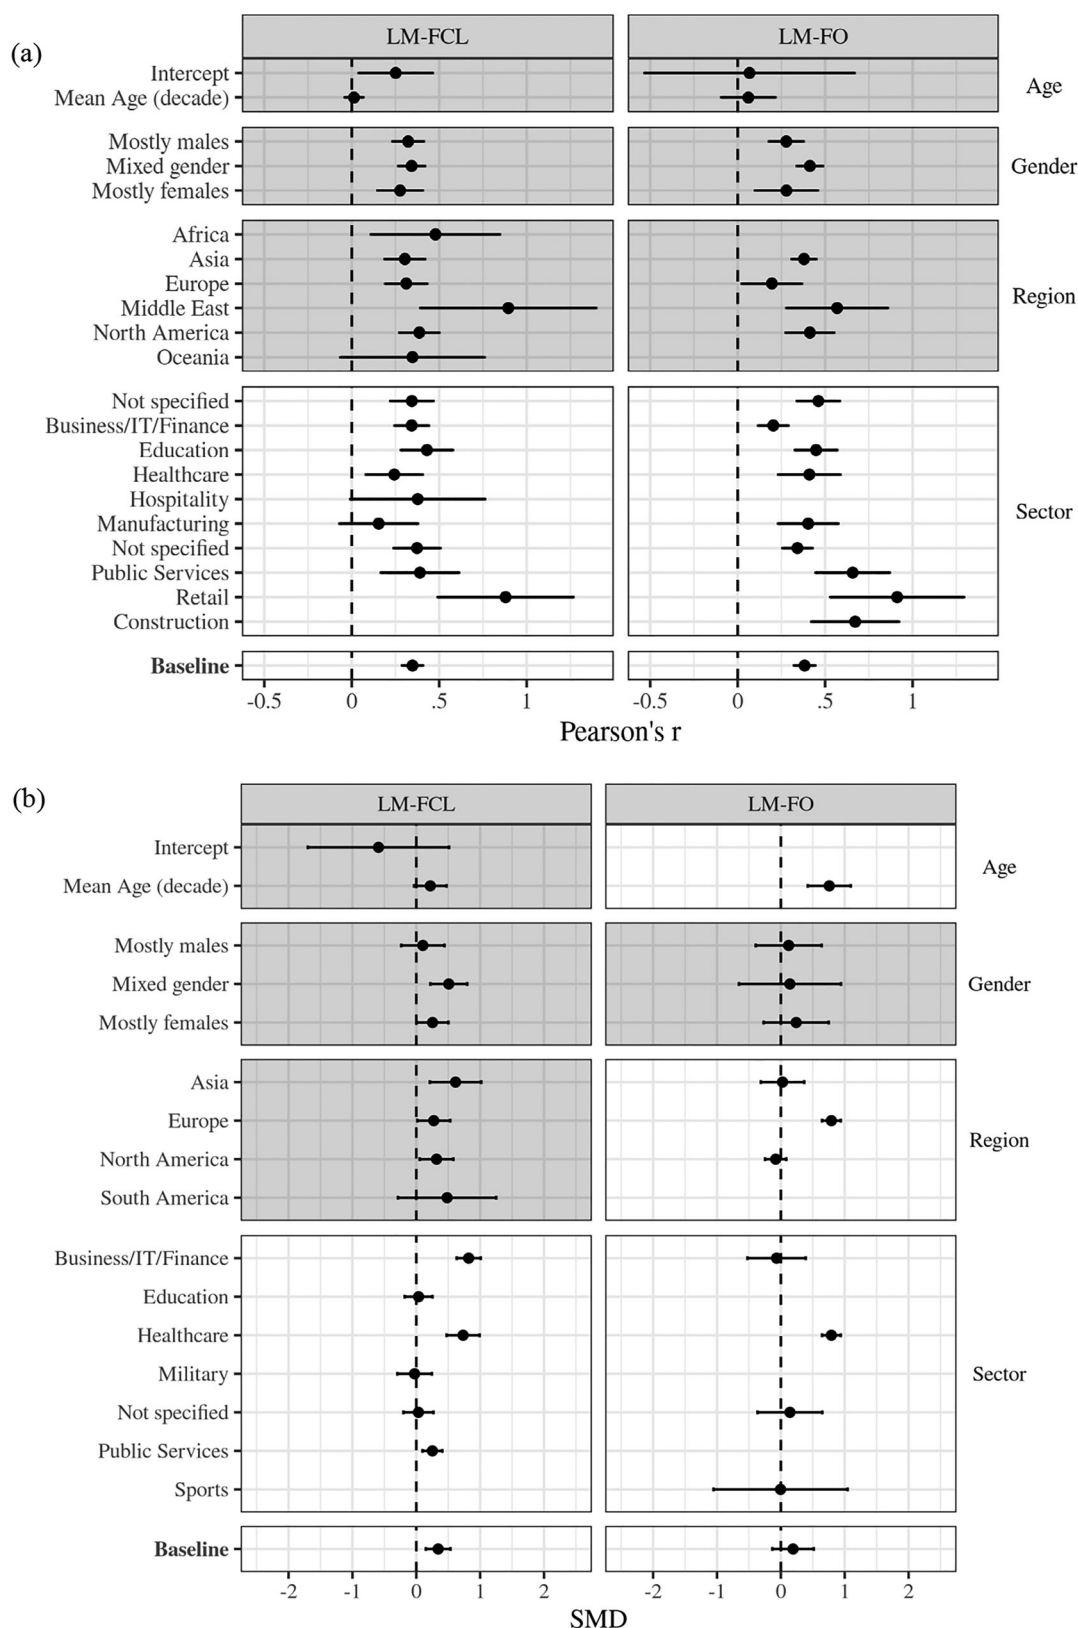 (a)
LM-FCL LM-FO
Intercept
Mean Age (decade)
Age
Mostly males
Mixed gender
Mostly females
Gender
Africa
Asia
Europe
Middle East
North America
Oceania
Region
Not specified
Business/IT/Finance
Education
Healthcare
Hospitality
Manufacturing
Not specified
Public Services
Retail
Construction
Sector
Baseline
-0.5 0 .5 1 -0.5 0 .5 1
Pearson's r
(b)
LM-FCL LM-FO
Intercept
Mean Age (decade)
Age
Mostly males
Mixed gender
Mostly females
Gender
Asia
Europe
North America
South America
Region
Business/IT/Finance
Education
Healthcare
Military
Not specified
Public Services
Sports
Sector
Baseline
-2 -1 0 1 2 -2 -1 0 1 2
SMD